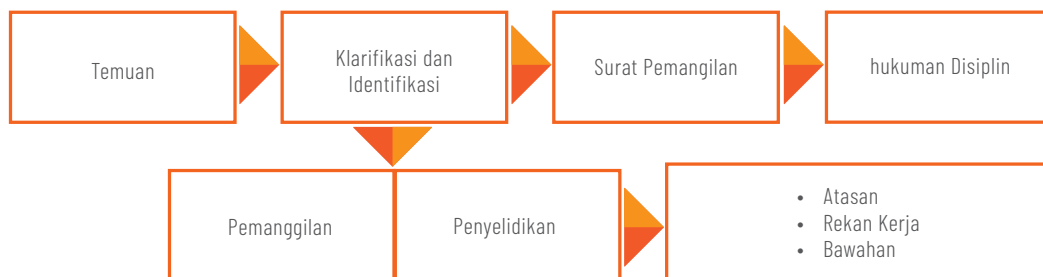 Temuan
Klarifikasi dan
Identifikasi
Surat Pemangilan
hukuman Disiplin
Pemanggilan
Penyelidikan
• Atasan
• Rekan Kerja
• Bawahan